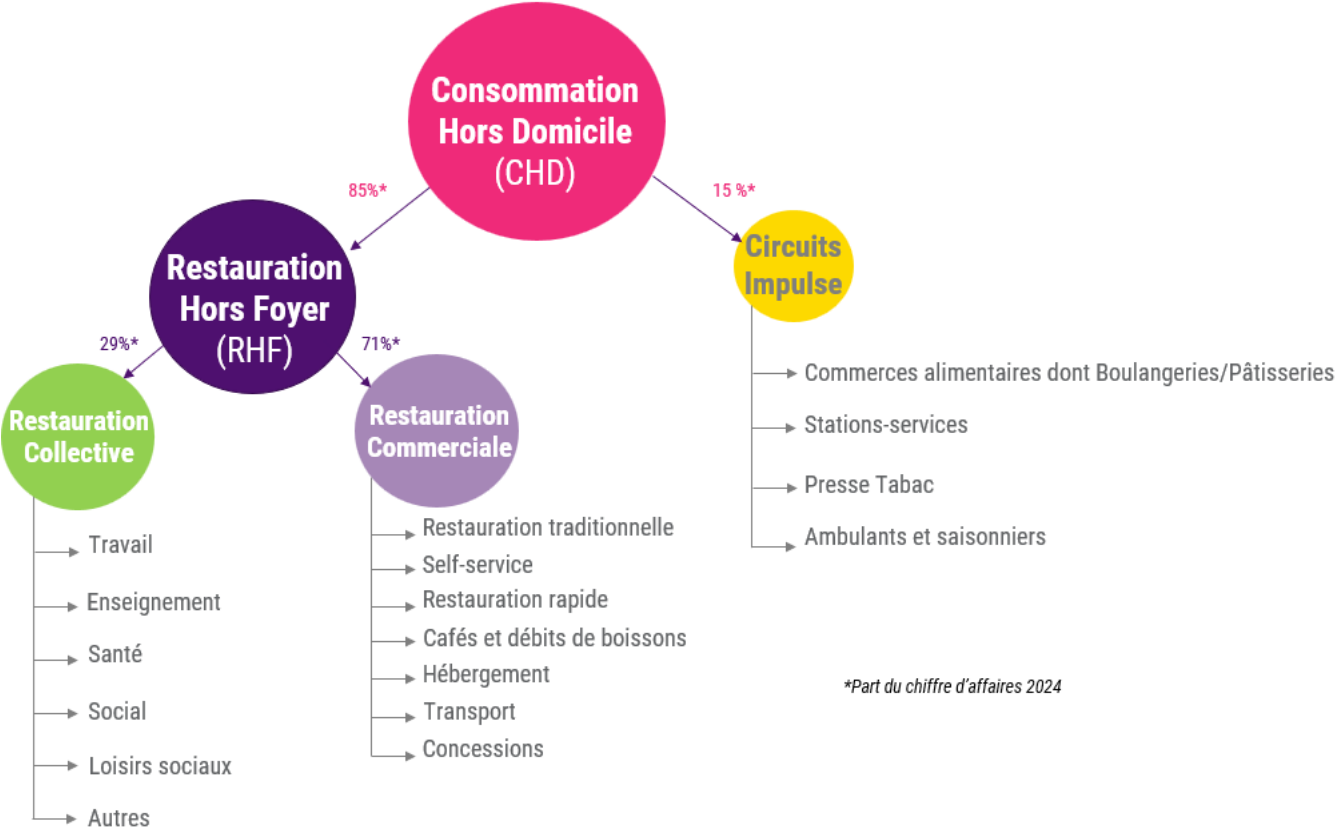 Consommation
Hors Domicile
(CHD)
85%*
15 %*
Restauration
Hors Foyer
(RHF)
Circuits
Impulse
29%*
71%*
Restauration
Collective
Restauration
Commerciale
Travail
Enseignement
Santé
Social
Loisirs sociaux
Autres
Restauration traditionnelle
Self-service
Restauration rapide
Cafés et débits de boissons
Hébergement
Transport
Concessions
Commerces alimentaires dont Boulangeries/Pâtisseries
Stations-services
Presse Tabac
Ambulants et saisonniers
*Part du chiffre d'affaires 2024